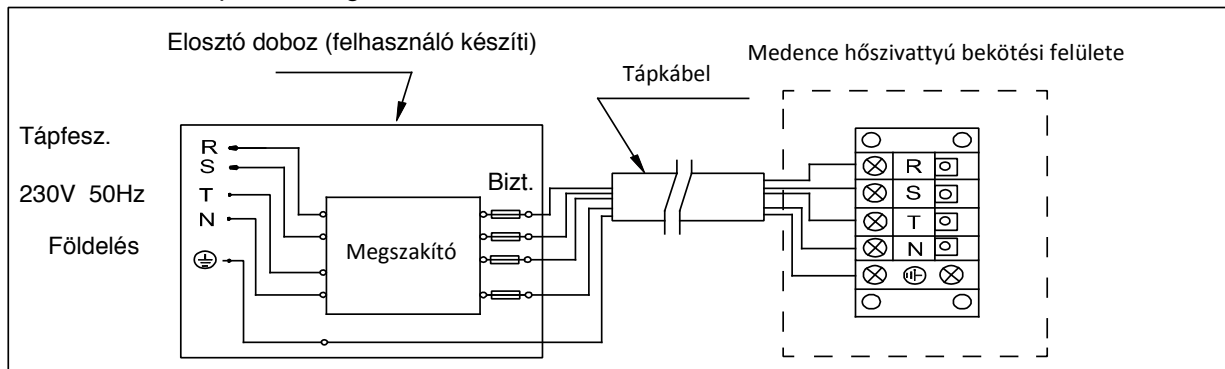 Elosztó doboz (felhasználó készíti)
Medence hőszivattyú bekötési felülete
Tápkábel
Tápfesz.
230V 50Hz
Földelés
R
S
T
N
Bizt.
Megszakító
R
S
T
N